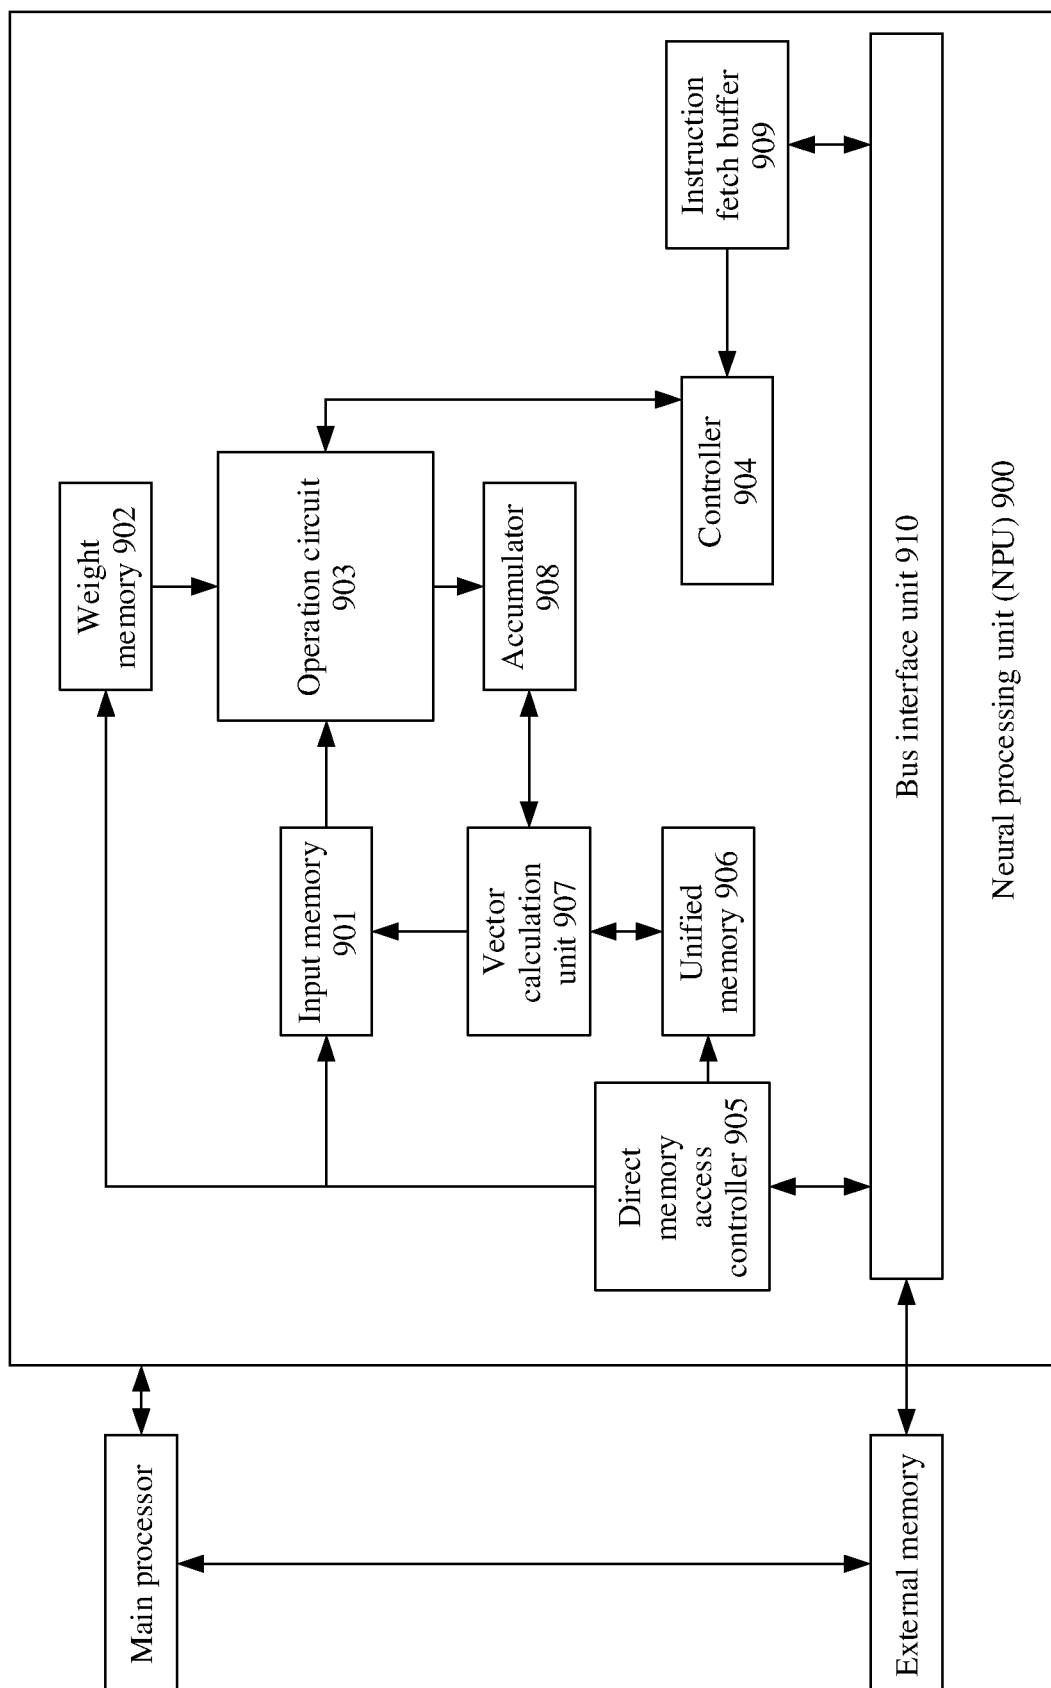 Main processor
External memory
Weight
memory 902
Operation circuit
903
Input memory
901
Accumulator
908
Vector
calculation
unit 907
Unified
memory 906
Direct
memory
access
controller 905
Controller
904
Instruction
fetch buffer
909
Bus interface unit 910
Neural processing unit (NPU) 900